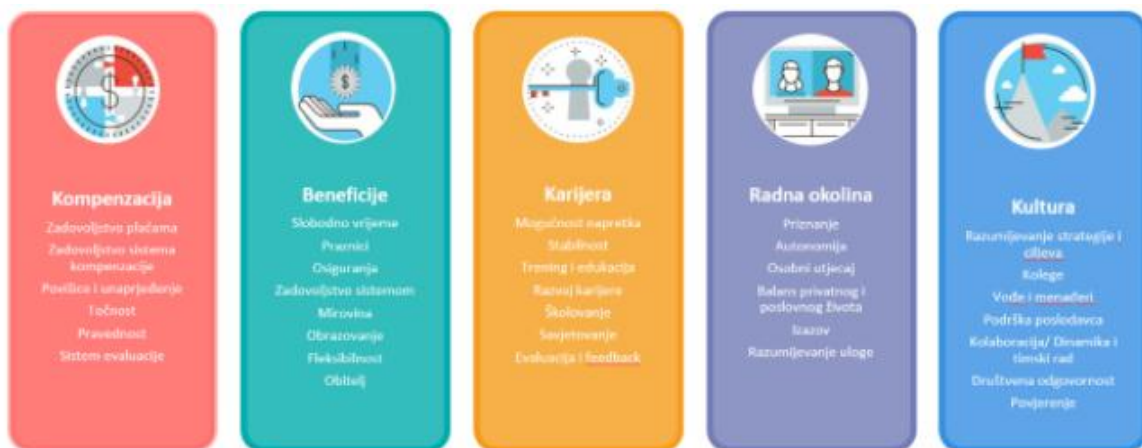 Kompenzacija
Zadovoljstvo plaćama
Zadovoljstvo sistema
kompenzacije
Povišice i unaprjeđenje
Točnost
Pravednost
Sistem evaluacije
Beneficije
Slobodno vrijeme
Praznici
Osiguranja
Zadovoljstvo sistemom
Mirovina
Obrazovanje
Fleksibilnost
Obitelj
Karijera
Mogućnost napretka
Stabilnost
Trening i edukacija
Razvoj karijere
Školovanje
Savjetovanje
Evaluacija i feedback
Radna okolina
Priznanje
Autonomija
Osobni utjecaj
Balans privatnog i
poslovnog života
Izazov
Razumijevanje uloge
Kultura
Razumijevanje strategije i
ciljeva
Kolege
Vođe i menađeri
Podrška poslodavca
Kolaboracija/ Dinamika i
timski rad
Društvena odgovornost
Povjerenje